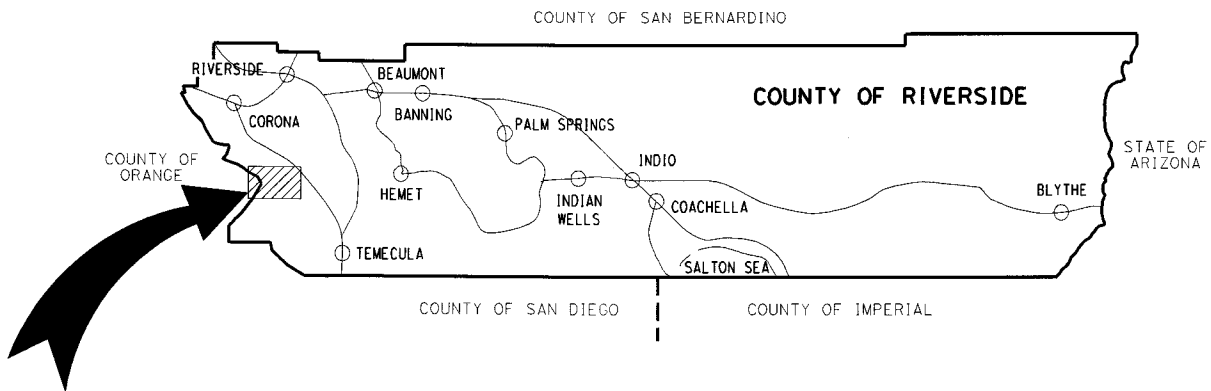 COUNTY OF SAN BERNARDINO
RIVERSIDE
BEAUMONT
COUNTY OF RIVERSIDE
CORONA
BANNING
PALM SPRINGS
COUNTY OF
ORANGE
STATE OF
ARIZONA
INDIO
HEMET
BLYTHE
INDIAN
WELLS
COACHELLA
TEMECULA
SALTON SEA
COUNTY OF SAN DIEGO
COUNTY OF IMPERIAL